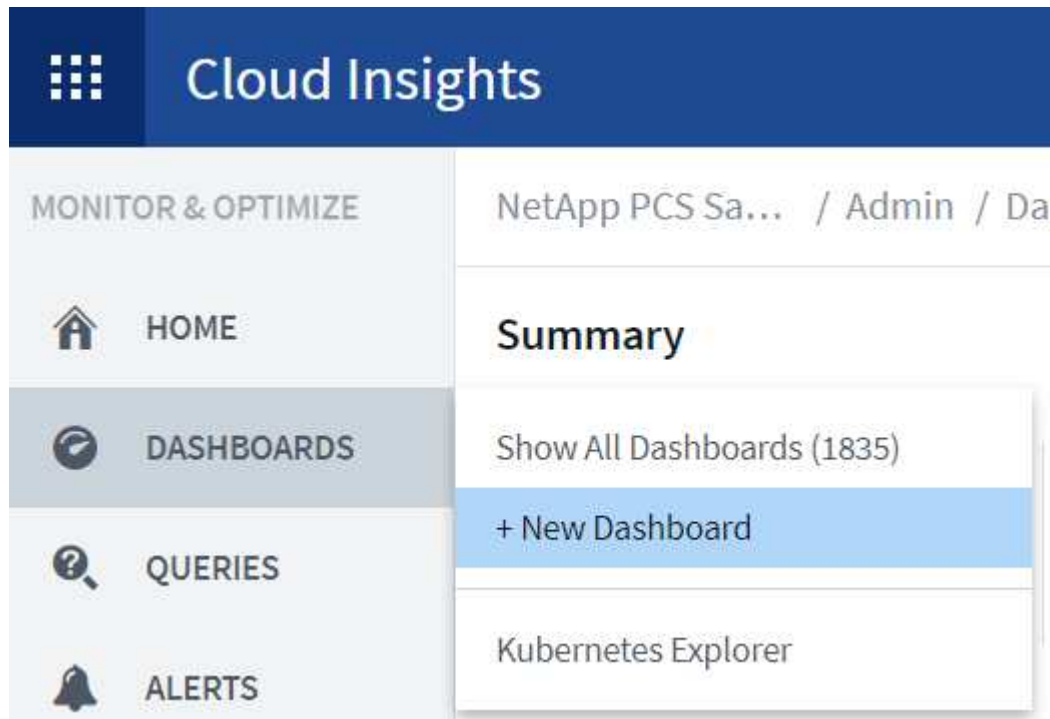 Cloud Insights
MONITOR & OPTIMIZE
NetApp PCS Sa... / Admin / Da
HOME
Summary
DASHBOARDS
Show All Dashboards (1835)
+ New Dashboard
QUERIES
Kubernetes Explorer
ALERTS